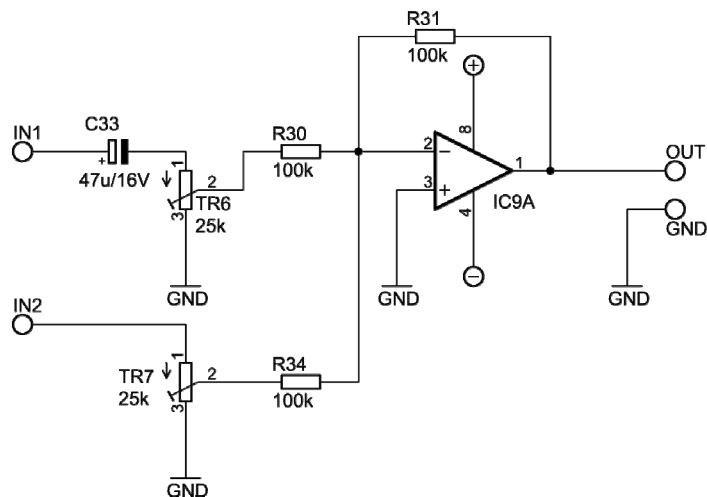 R31
100k
+
IN1
C33
+
47u/16V
R30
100k
1
2
3
TR6
25k
GND
8
2
−
3
+
1
4
IC9A
−
GND
OUT
GND
GND
IN2
1
2
3
TR7
25k
R34
100k
GND